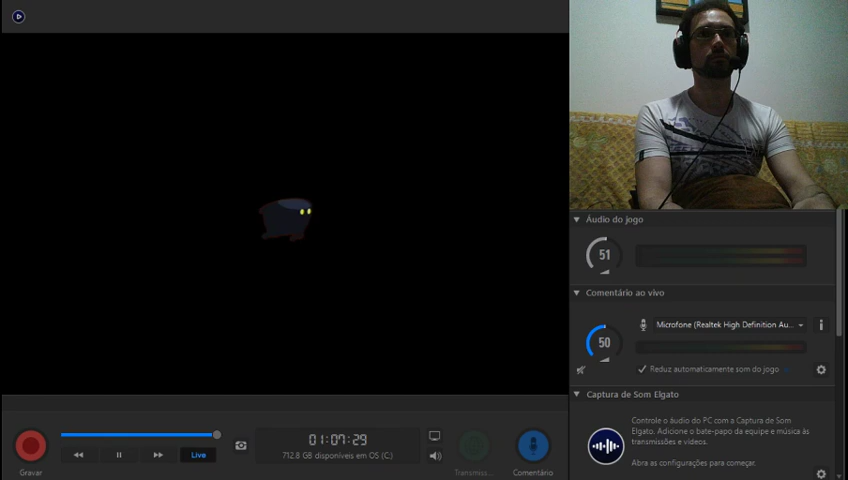 Áudio do jogo
51
Comentário ao vivo
Microfone (Realtek High Definition Au...
50
Reduz automaticamente som do jogo
Captura de Som Elgato
Controle o áudio do PC com a Captura de Som
Elgato. Adicione o bate-papo da equipe e música às
transmissões e vídeos.
Abra as configurações para começar.
01:07:29
712.8 GB disponíveis em OS (C:)
Live
Gravar
Transmiss...
Comentário